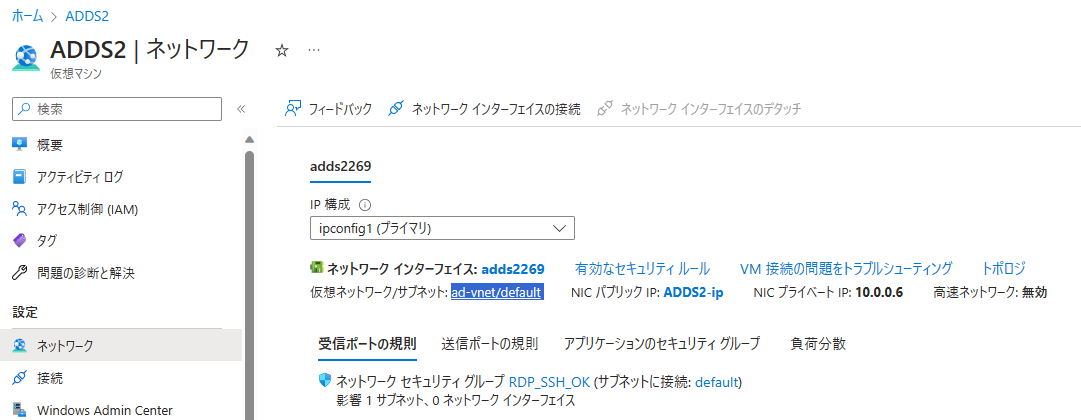 ホーム > ADDS2
ADDS2 | ネットワーク ☆ …
仮想マシン
検索 «
概要
アクティビティ ログ
アクセス制御 (IAM)
タグ
問題の診断と解決
設定
ネットワーク
接続
Windows Admin Center
フィードバック ネットワーク インターフェイスの接続 ネットワーク インターフェイスのデタッチ
adds2269
IP 構成
ipconfig1 (プライマリ)
ネットワーク インターフェイス: adds2269 有効なセキュリティ ルール VM 接続の問題をトラブルシューティング トポロジ
仮想ネットワーク/サブネット: ad-vnet/default NIC パブリック IP: ADDS2-ip NIC プライベート IP: 10.0.0.6 高速ネットワーク: 無効
受信ポートの規則 送信ポートの規則 アプリケーションのセキュリティ グループ 負荷分散
ネットワーク セキュリティ グループ RDP_SSH_OK (サブネットに接続: default)
影響 1 サブネット、0 ネットワーク インターフェイス